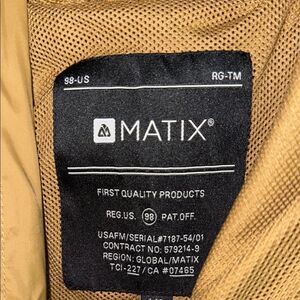 98-US RG-TM
MATIX®
FIRST QUALITY PRODUCTS
REG.US. 98 PAT.OFF.
USAFM/SERIAL#7187-54/01
CONTRACT NO: 579214-9
REGION: GLOBAL/MATIX
TCI-227 / CA #07465